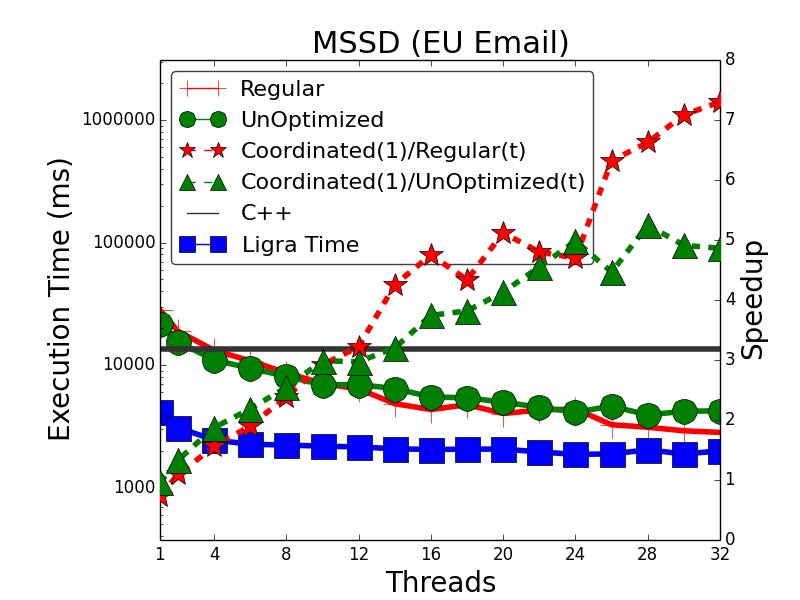 MSSD (EU Email)
Regular
UnOptimized
Coordinated(1)/Regular(t)
Coordinated(1)/UnOptimized(t)
C++
Ligra Time
Execution Time (ms)
1000000
100000
10000
1000
8
7
6
5
4
3
2
1
0
Speedup
1 4 8 12 16 20 24 28 32
Threads